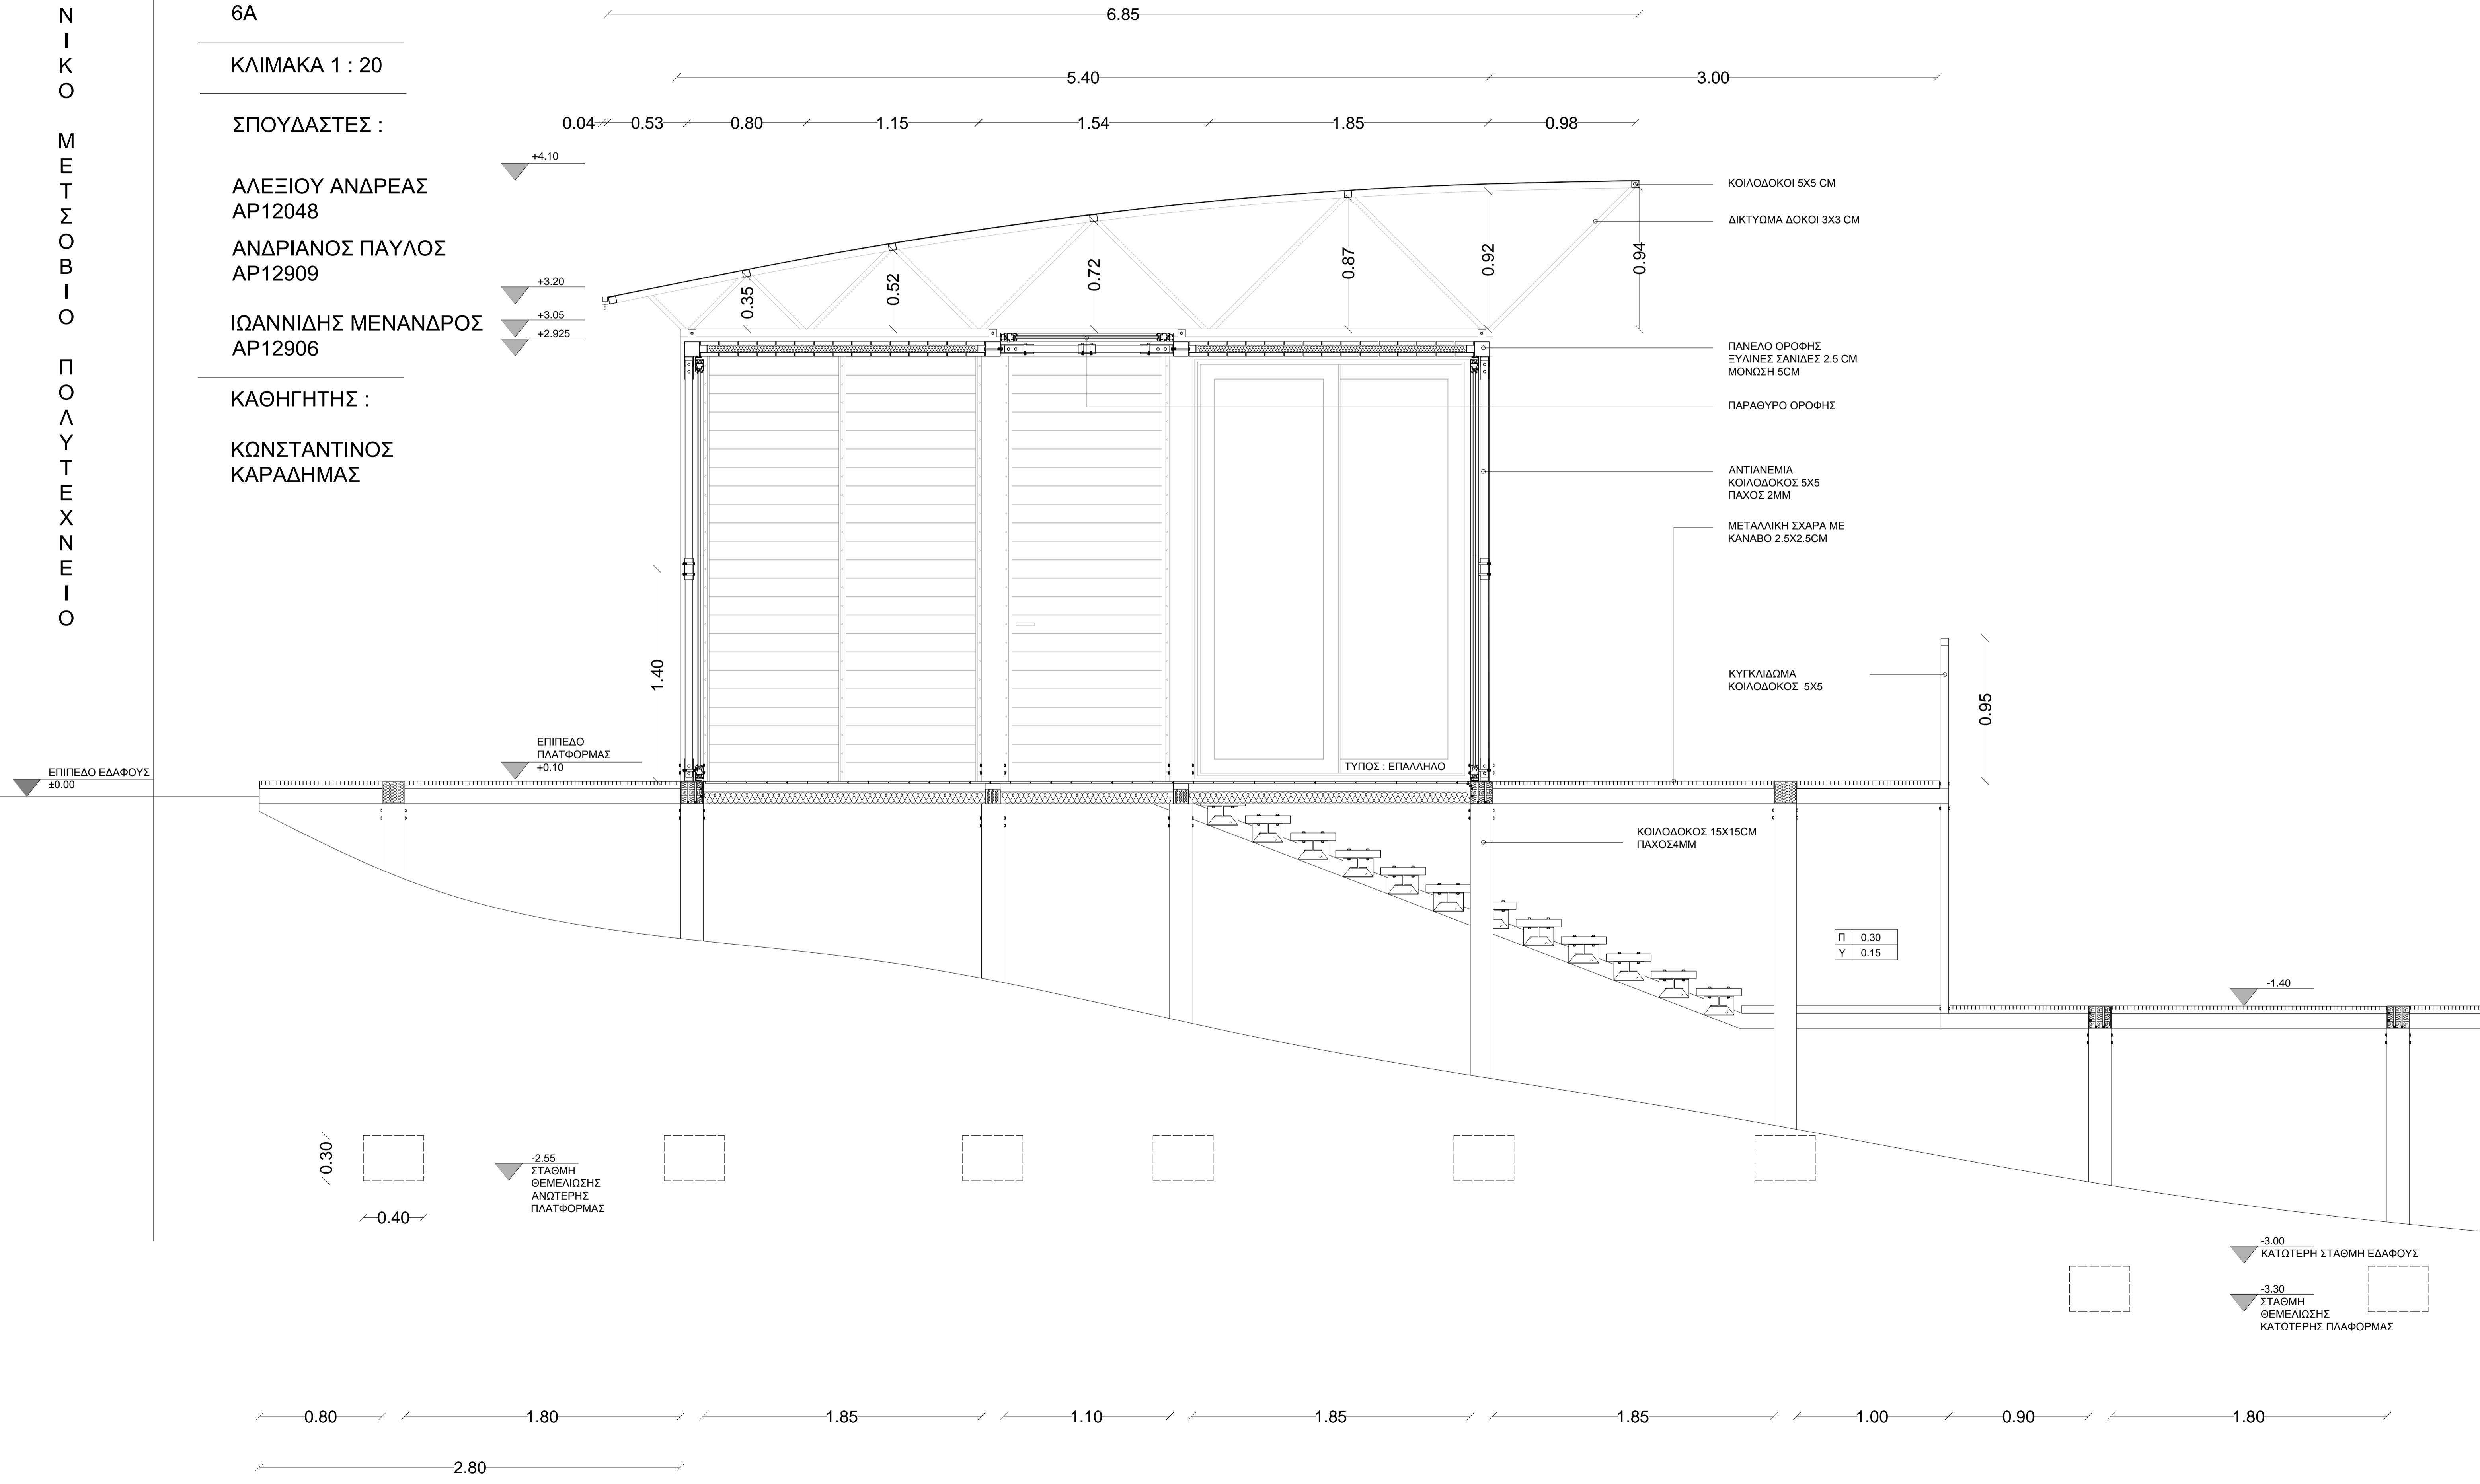 ΝΙΚΟ ΜΕΤΣΟΒΙΟ ΠΟΛΥΤΕΧΝΕΙΟ
6Α
ΚΛΙΜΑΚΑ 1 : 20
ΣΠΟΥΔΑΣΤΕΣ :
ΑΛΕΞΙΟΥ ΑΝΔΡΕΑΣ
ΑΡ12048
ΑΝΔΡΙΑΝΟΣ ΠΑΥΛΟΣ
ΑΡ12909
ΙΩΑΝΝΙΔΗΣ ΜΕΝΑΝΔΡΟΣ
ΑΡ12906
ΚΑΘΗΓΗΤΗΣ :
ΚΩΝΣΤΑΝΤΙΝΟΣ
ΚΑΡΑΔΗΜΑΣ
6.85
5.40 3.00
0.04 0.53 0.80 1.15 1.54 1.85 0.98
+4.10
+3.20
+3.05
+2.925
0.35 0.52 0.72 0.87 0.92 0.94
ΚΟΙΛΟΔΟΚΟΙ 5Χ5 CM
ΔΙΚΤΥΩΜΑ ΔΟΚΟΙ 3Χ3 CM
ΠΑΝΕΛΟ ΟΡΟΦΗΣ
ΞΥΛΙΝΕΣ ΣΑΝΙΔΕΣ 2.5 CM
ΜΟΝΩΣΗ 5CM
ΠΑΡΑΘΥΡΟ ΟΡΟΦΗΣ
ΑΝΤΙΑΝΕΜΙΑ
ΚΟΙΛΟΔΟΚΟΣ 5Χ5
ΠΑΧΟΣ 2ΜΜ
ΜΕΤΑΛΛΙΚΗ ΣΧΑΡΑ ΜΕ
ΚΑΝΑΒΟ 2.5Χ2.5CM
ΚΥΓΚΛΙΔΩΜΑ
ΚΟΙΛΟΔΟΚΟΣ 5Χ5
1.40
0.95
ΤΥΠΟΣ : ΕΠΑΛΛΗΛΟ
ΕΠΙΠΕΔΟ
ΠΛΑΤΦΟΡΜΑΣ
+0.10
ΕΠΙΠΕΔΟ ΕΔΑΦΟΥΣ
±0.00
ΚΟΙΛΟΔΟΚΟΣ 15Χ15CM
ΠΑΧΟΣ4ΜΜ
Π 0.30
Υ 0.15
-1.40
0.30
0.40
-2.55
ΣΤΑΘΜΗ
ΘΕΜΕΛΙΩΣΗΣ
ΑΝΩΤΕΡΗΣ
ΠΛΑΤΦΟΡΜΑΣ
-3.00
ΚΑΤΩΤΕΡΗ ΣΤΑΘΜΗ ΕΔΑΦΟΥΣ
-3.30
ΣΤΑΘΜΗ
ΘΕΜΕΛΙΩΣΗΣ
ΚΑΤΩΤΕΡΗΣ ΠΛΑΦΟΡΜΑΣ
0.80 1.80 1.85 1.10 1.85 1.85 1.00 0.90 1.80
2.80